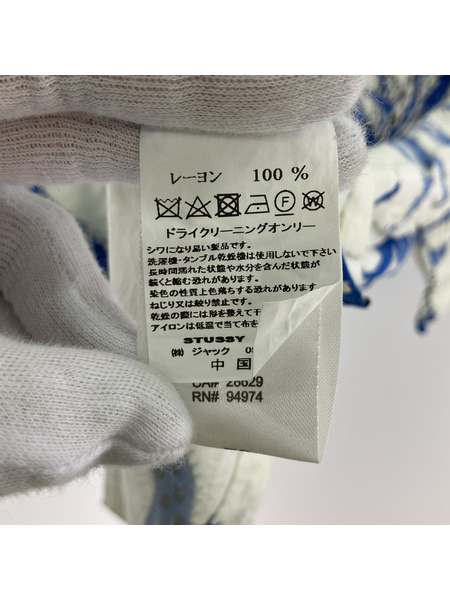 レーヨン 100 %
ドライクリーニングオンリー
シワになり易い製品です。
洗濯機・タンブル乾燥機は使用しないで下さい
長時間濡れた状態や水分を含んだ状態が
続くと縮む恐れがあります。
染色の性質上色落ちする恐れがあります。
ねじり又は絞り禁止です。
乾燥の際には形を整えて干
アイロンは低温で当て布を
STUSSY
㈱ ジャック
中 国
CA# 28629
RN# 94974